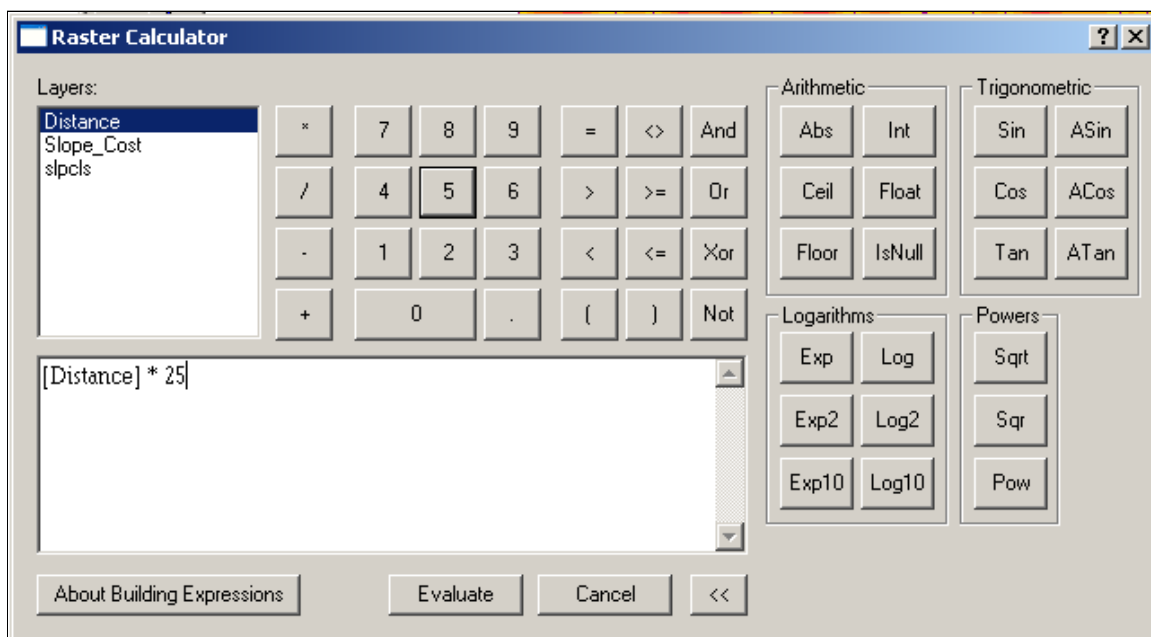 Raster Calculator
? X
Layers:
Distance
Slope_Cost
slpcls
* 7 8 9 = <> And
/ 4 5 6 > >= Or
- 1 2 3 < <= Xor
+ 0 . ( ) Not
Arithmetic
Abs Int
Ceil Float
Floor IsNull
Trigonometric
Sin ASin
Cos ACos
Tan ATan
[Distance] * 25
Logarithms
Exp Log
Exp2 Log2
Exp10 Log10
Powers
Sqrt
Sqr
Pow
About Building Expressions Evaluate Cancel <<